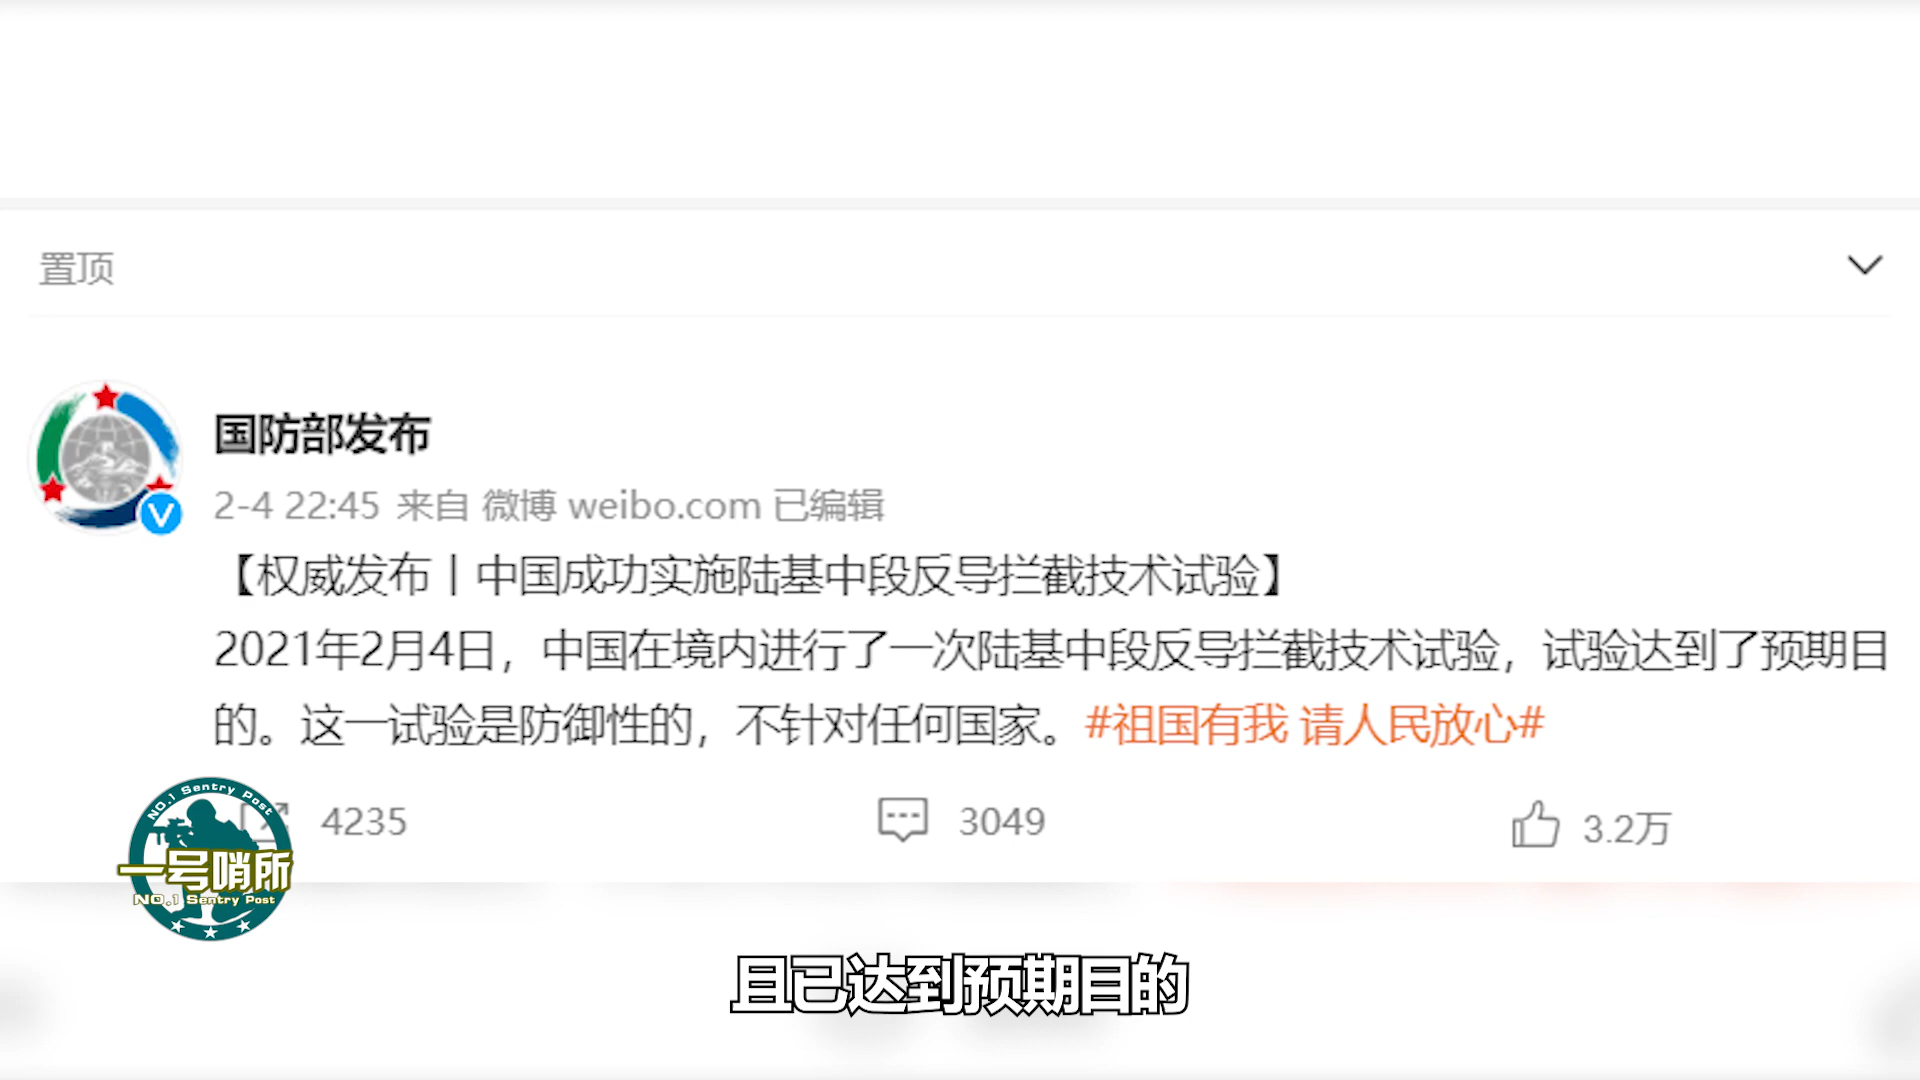 置顶
国防部发布
2-4 22:45 来自 微博 weibo.com 已编辑
【权威发布丨中国成功实施陆基中段反导拦截技术试验】
2021年2月4日，中国在境内进行了一次陆基中段反导拦截技术试验，试验达到了预期目
的。这一试验是防御性的，不针对任何国家。#祖国有我 请人民放心#
4235
3049
3.2万
NO.1 Sentry Post
一号哨所
NO.1 Sentry Post
且已达到预期目的